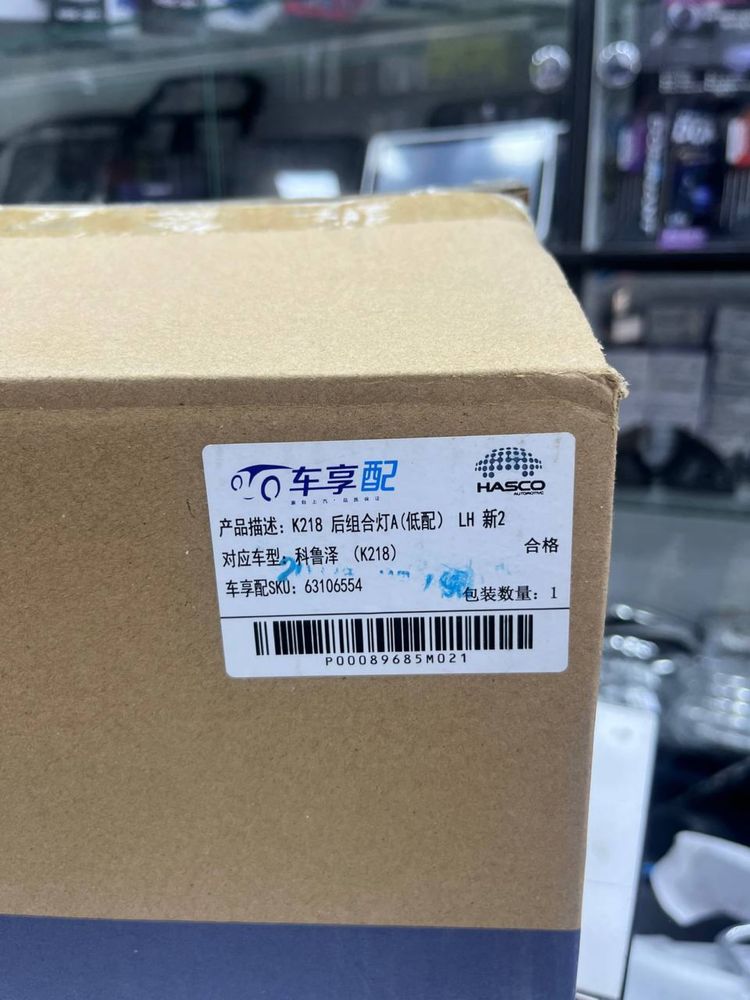 车享配
HASCO
AUTOMOTIVE
产品描述: K218 后组合灯A(低配) LH 新2
对应车型: 科鲁泽 (K218)
合格
车享配SKU: 63106554
包装数量: 1
P00089685M021